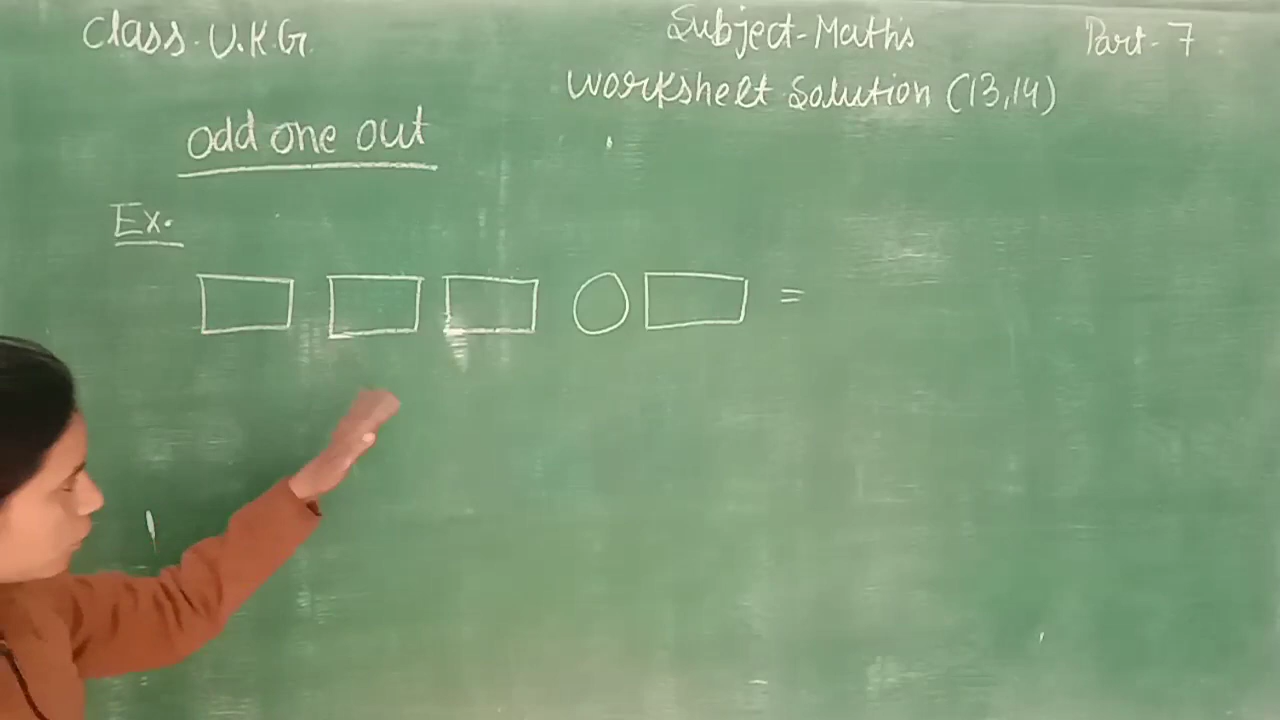 Class-U.K.G. Subject-Maths Part-7
Worksheet Solution (13,14)
odd one out
Ex.
=